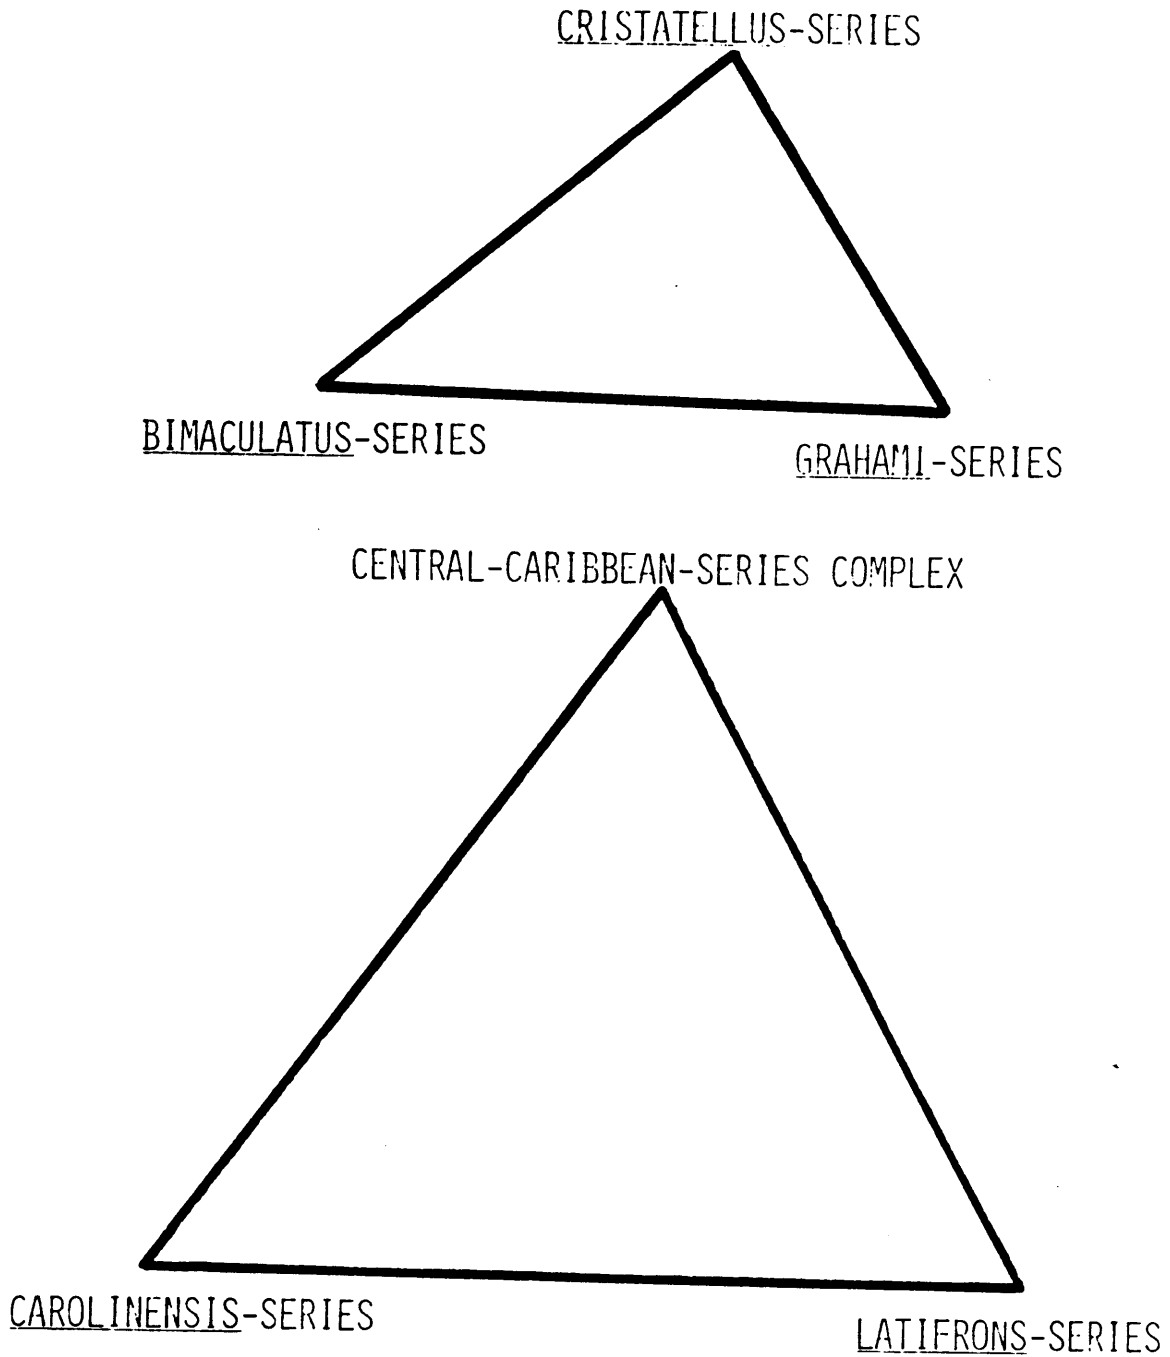 CRISTATELLUS-SERIES
BIMACULATUS-SERIES
GRAHAMI-SERIES
CENTRAL-CARIBBEAN-SERIES COMPLEX
CAROLINENSIS-SERIES
LATIFRONS-SERIES